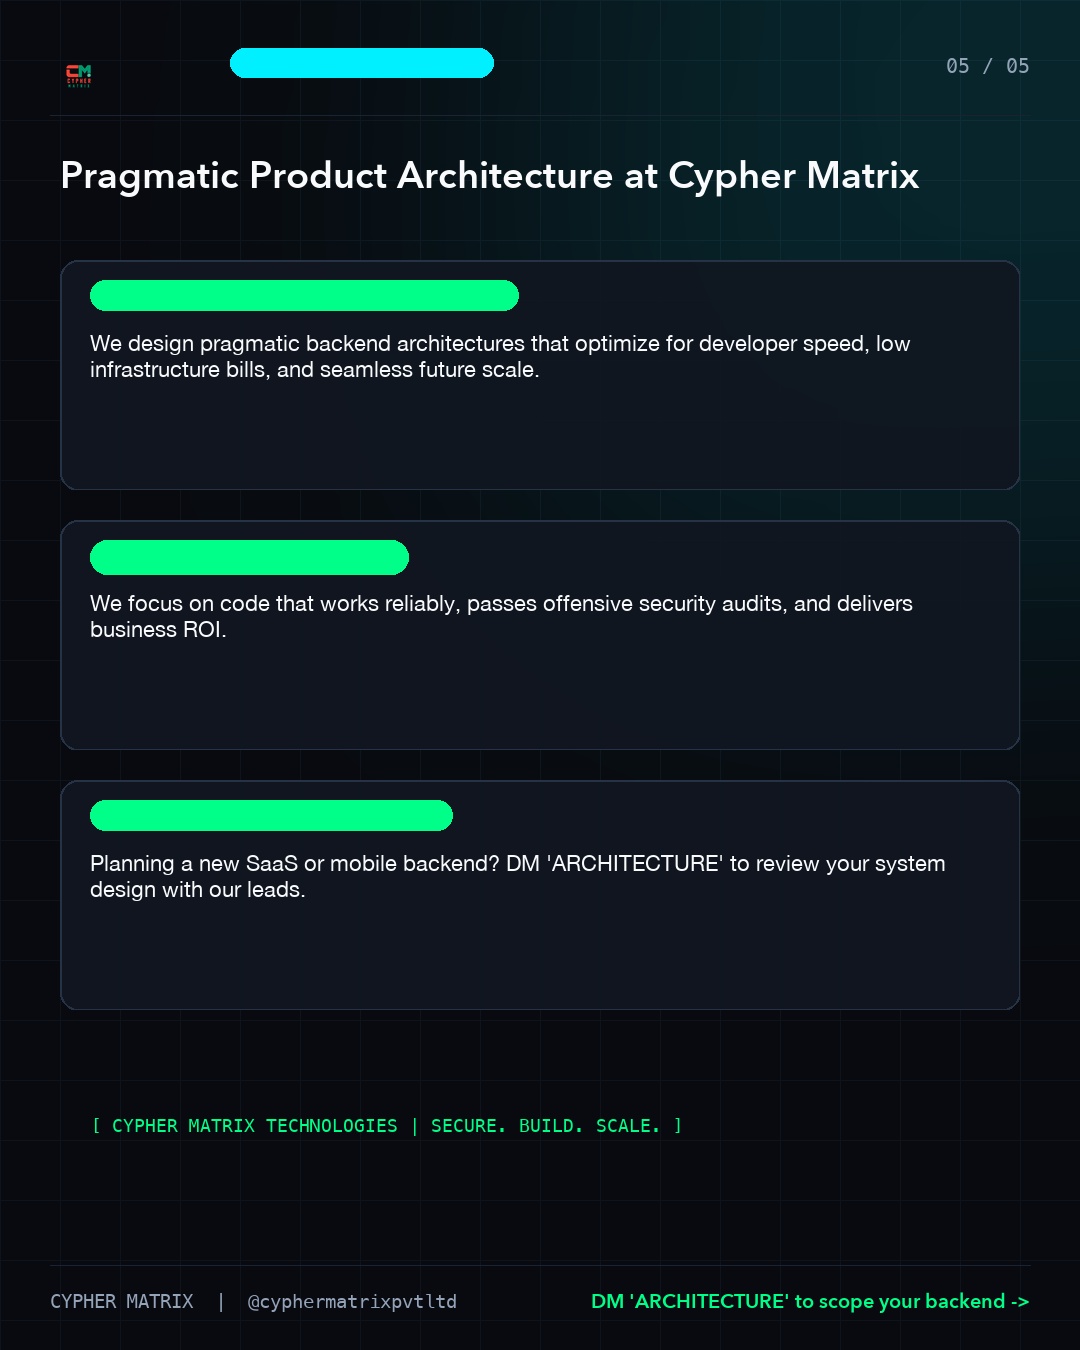 CM
CYPHER
MATRIX
05 / 05
Pragmatic Product Architecture at Cypher Matrix
We design pragmatic backend architectures that optimize for developer speed, low
infrastructure bills, and seamless future scale.
We focus on code that works reliably, passes offensive security audits, and delivers
business ROI.
Planning a new SaaS or mobile backend? DM 'ARCHITECTURE' to review your system
design with our leads.
[ CYPHER MATRIX TECHNOLOGIES | SECURE. BUILD. SCALE. ]
CYPHER MATRIX | @cyphermatrixpvtltd
DM 'ARCHITECTURE' to scope your backend ->